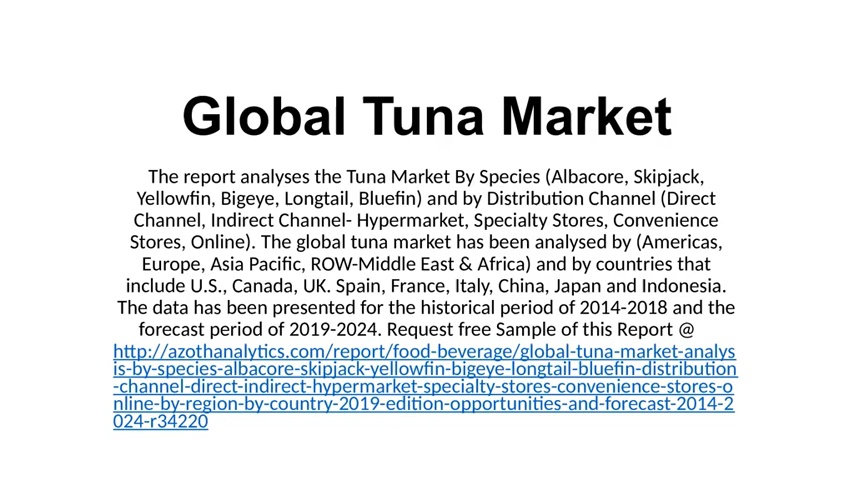 Global Tuna Market
The report analyses the Tuna Market By Species (Albacore, Skipjack,
Yellowfin, Bigeye, Longtail, Bluefin) and by Distribution Channel (Direct
Channel, Indirect Channel- Hypermarket, Specialty Stores, Convenience
Stores, Online). The global tuna market has been analysed by (Americas,
Europe, Asia Pacific, ROW-Middle East & Africa) and by countries that
include U.S., Canada, UK. Spain, France, Italy, China, Japan and Indonesia.
The data has been presented for the historical period of 2014-2018 and the
forecast period of 2019-2024. Request free Sample of this Report @
http://azothanalytics.com/report/food-beverage/global-tuna-market-analys
is-by-species-albacore-skipjack-yellowfin-bigeye-longtail-bluefin-distribution
-channel-direct-indirect-hypermarket-specialty-stores-convenience-stores-o
nline-by-region-by-country-2019-edition-opportunities-and-forecast-2014-2
024-r34220